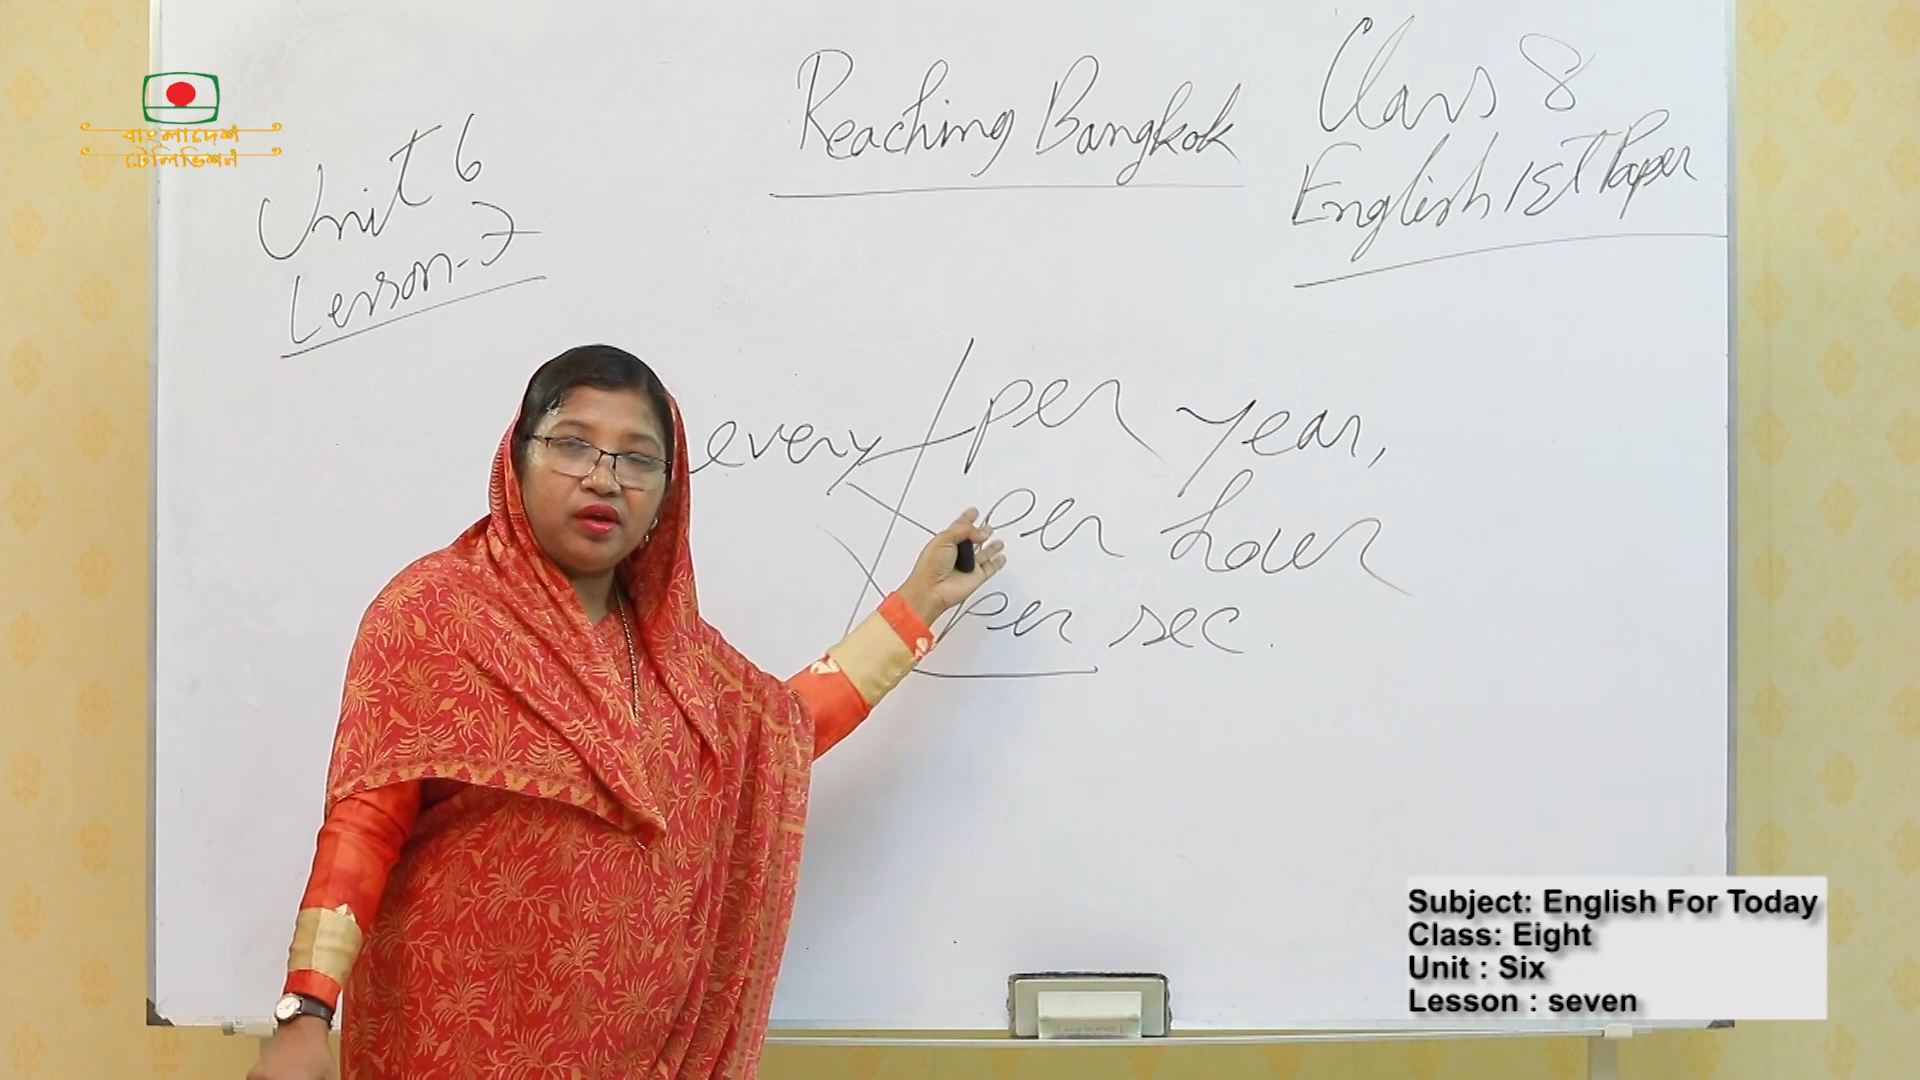 বাংলাদেশ
টেলিভিশন
Unit 6
Lesson-7
Reaching Bangkok
Class 8
English 1ST Paper
every per year,
per hour
per sec.
Subject: English For Today
Class: Eight
Unit : Six
Lesson : seven